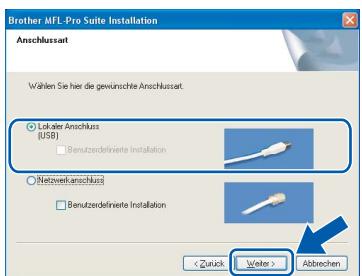 Brother MFL-Pro Suite Installation
Anschlussart
Wählen Sie hier die gewünschte Anschlussart.
Lokaler Anschluss
(USB)
Benutzerdefinierte Installation
Netzwerkanschluss
Benutzerdefinierte Installation
< Zurück Weiter > Abbrechen